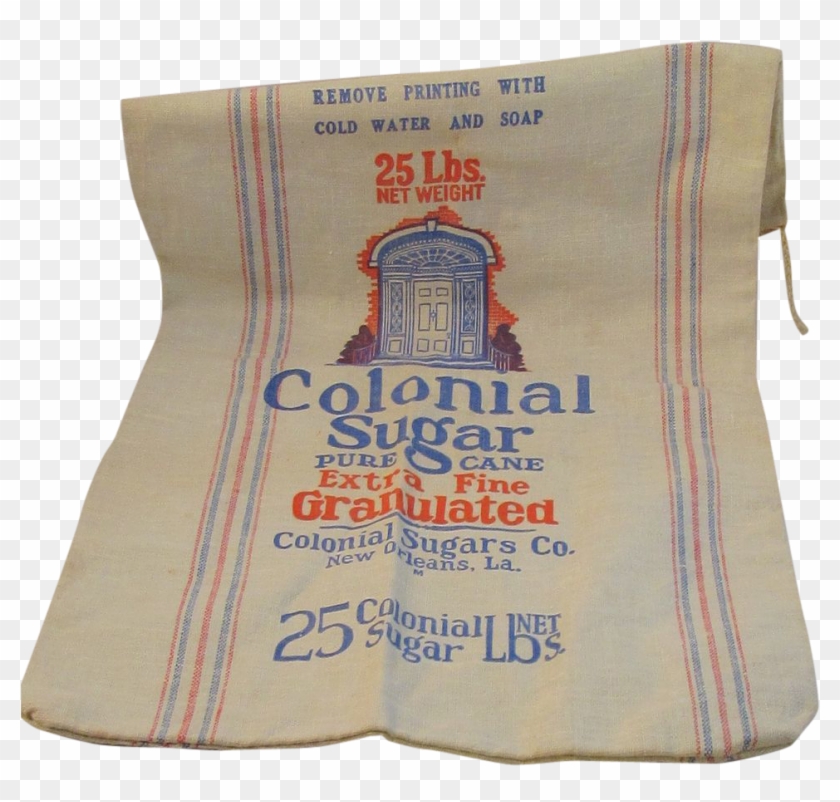 REMOVE PRINTING WITH
COLD WATER AND SOAP
25 Lbs.
NET WEIGHT
Colonial
Sugar
PURE CANE
Extra Fine
Granulated
Colonial Sugars Co.
New Orleans, La.
M
25 Colonial Sugar Lbs. NET